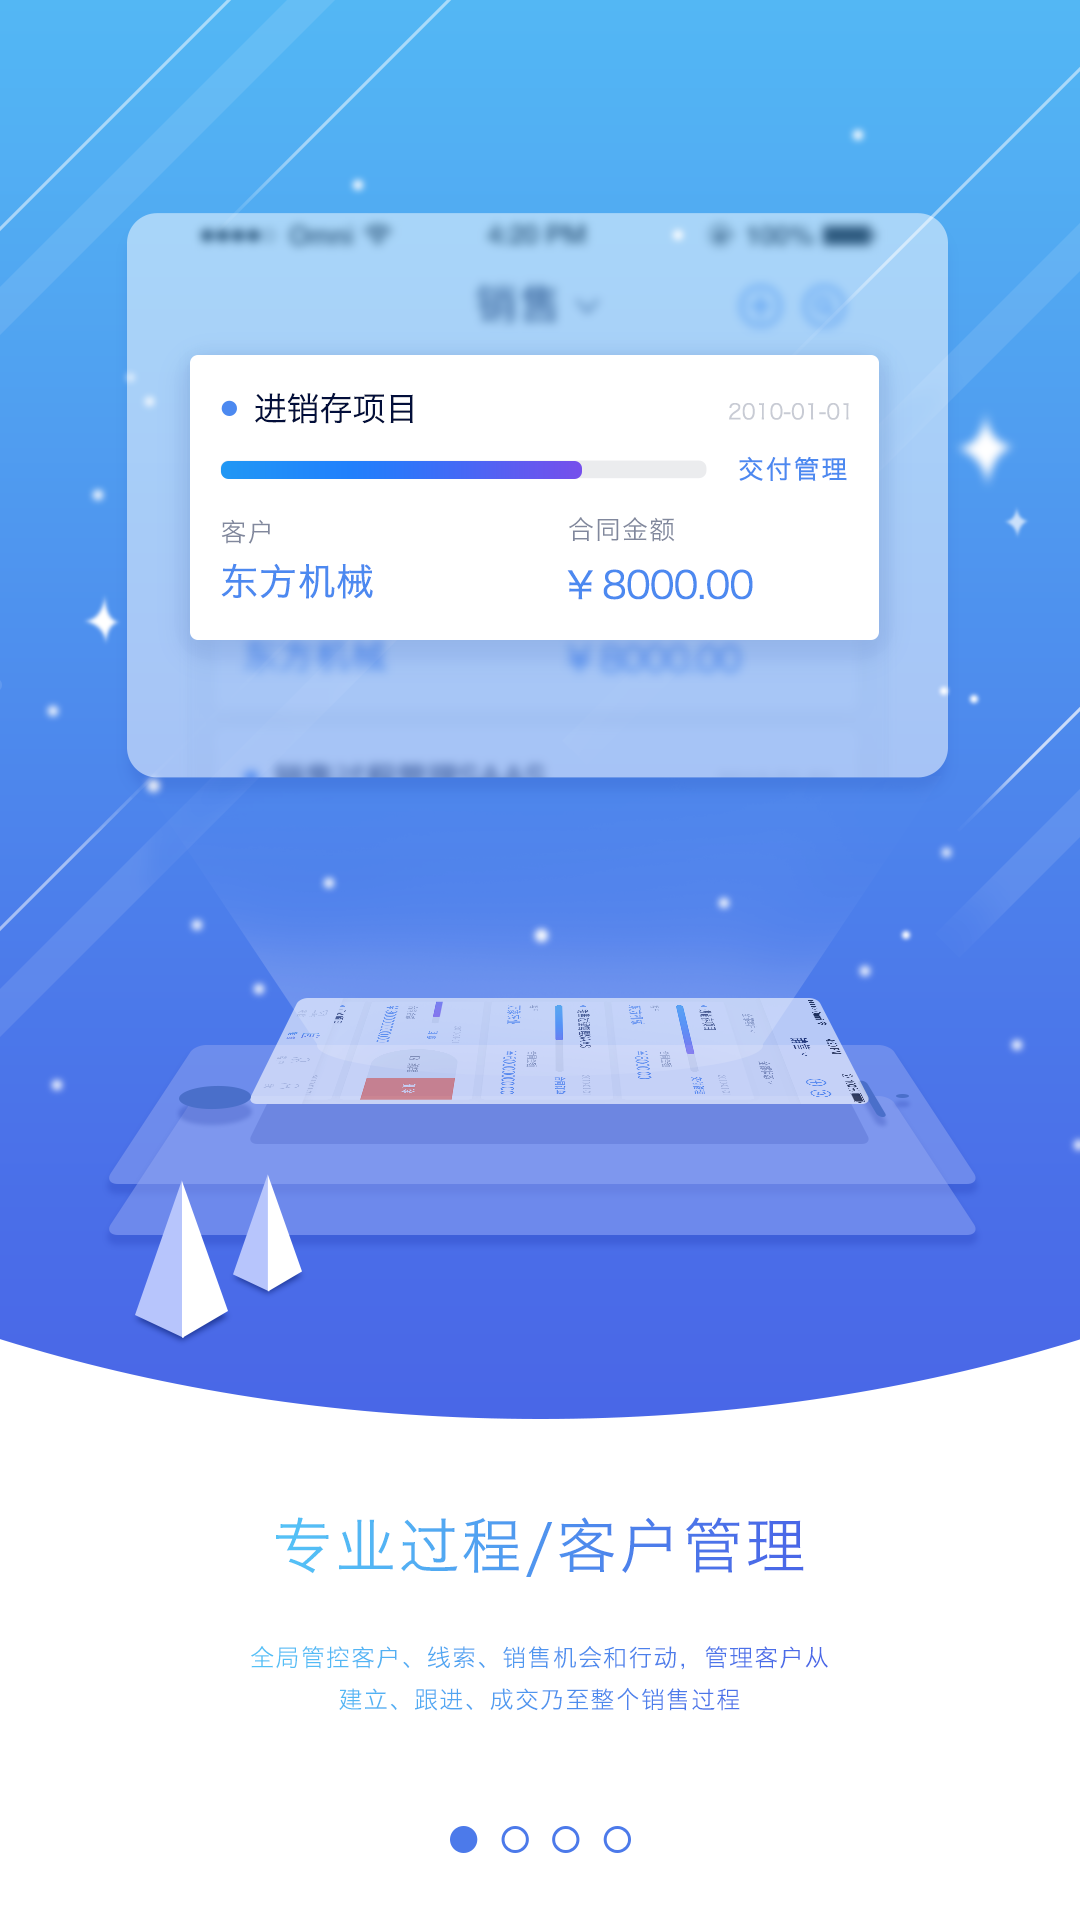 Omni
4:20 PM
100%
销售
进销存项目
2010-01-01
交付管理
客户
合同金额
东方机械
¥ 8000.00
东方机械
¥ 8000.00
专业过程/客户管理
全局管控客户、线索、销售机会和行动，管理客户从
建立、跟进、成交乃至整个销售过程